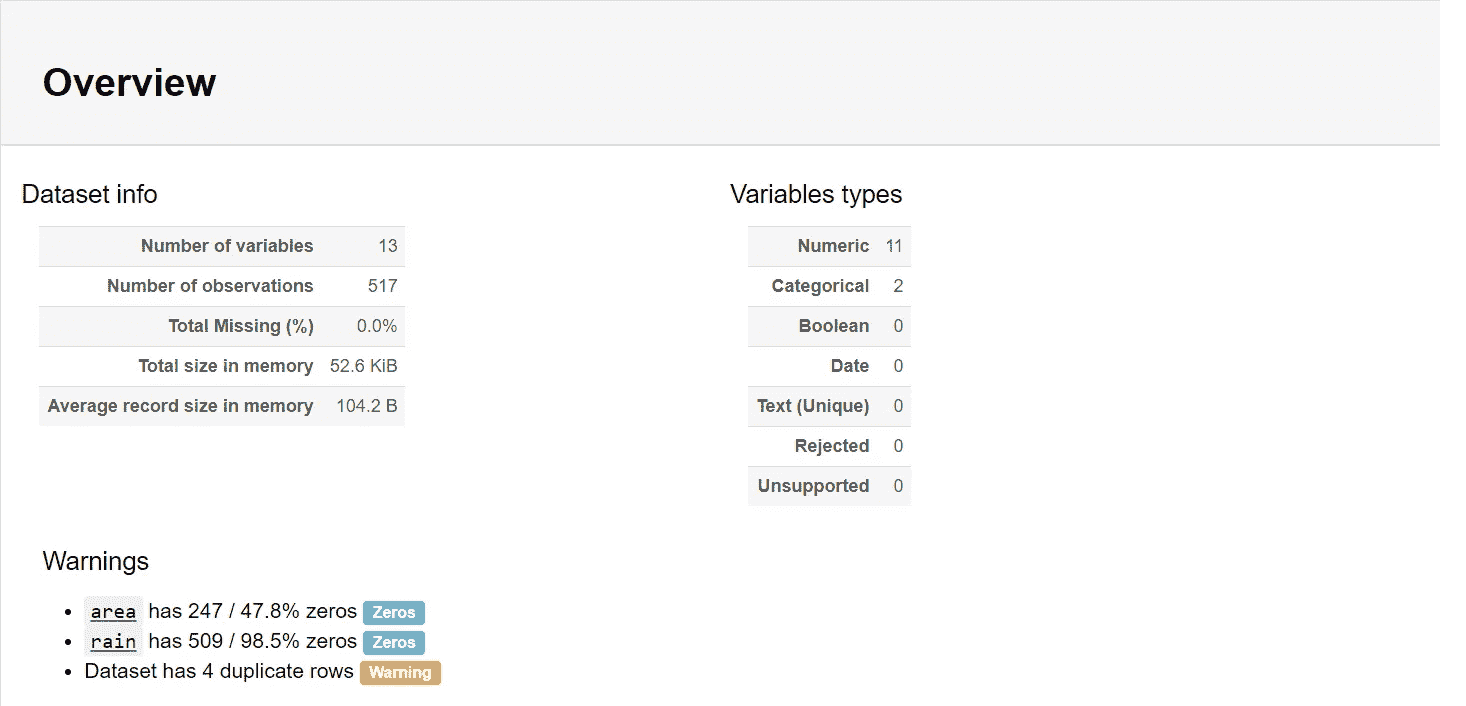 Overview
Dataset info
Number of variables 13
Number of observations 517
Total Missing (%) 0.0%
Total size in memory 52.6 KiB
Average record size in memory 104.2 B
Variables types
Numeric 11
Categorical 2
Boolean 0
Date 0
Text (Unique) 0
Rejected 0
Unsupported 0
Warnings
area has 247 / 47.8% zeros Zeros
rain has 509 / 98.5% zeros Zeros
Dataset has 4 duplicate rows Warning